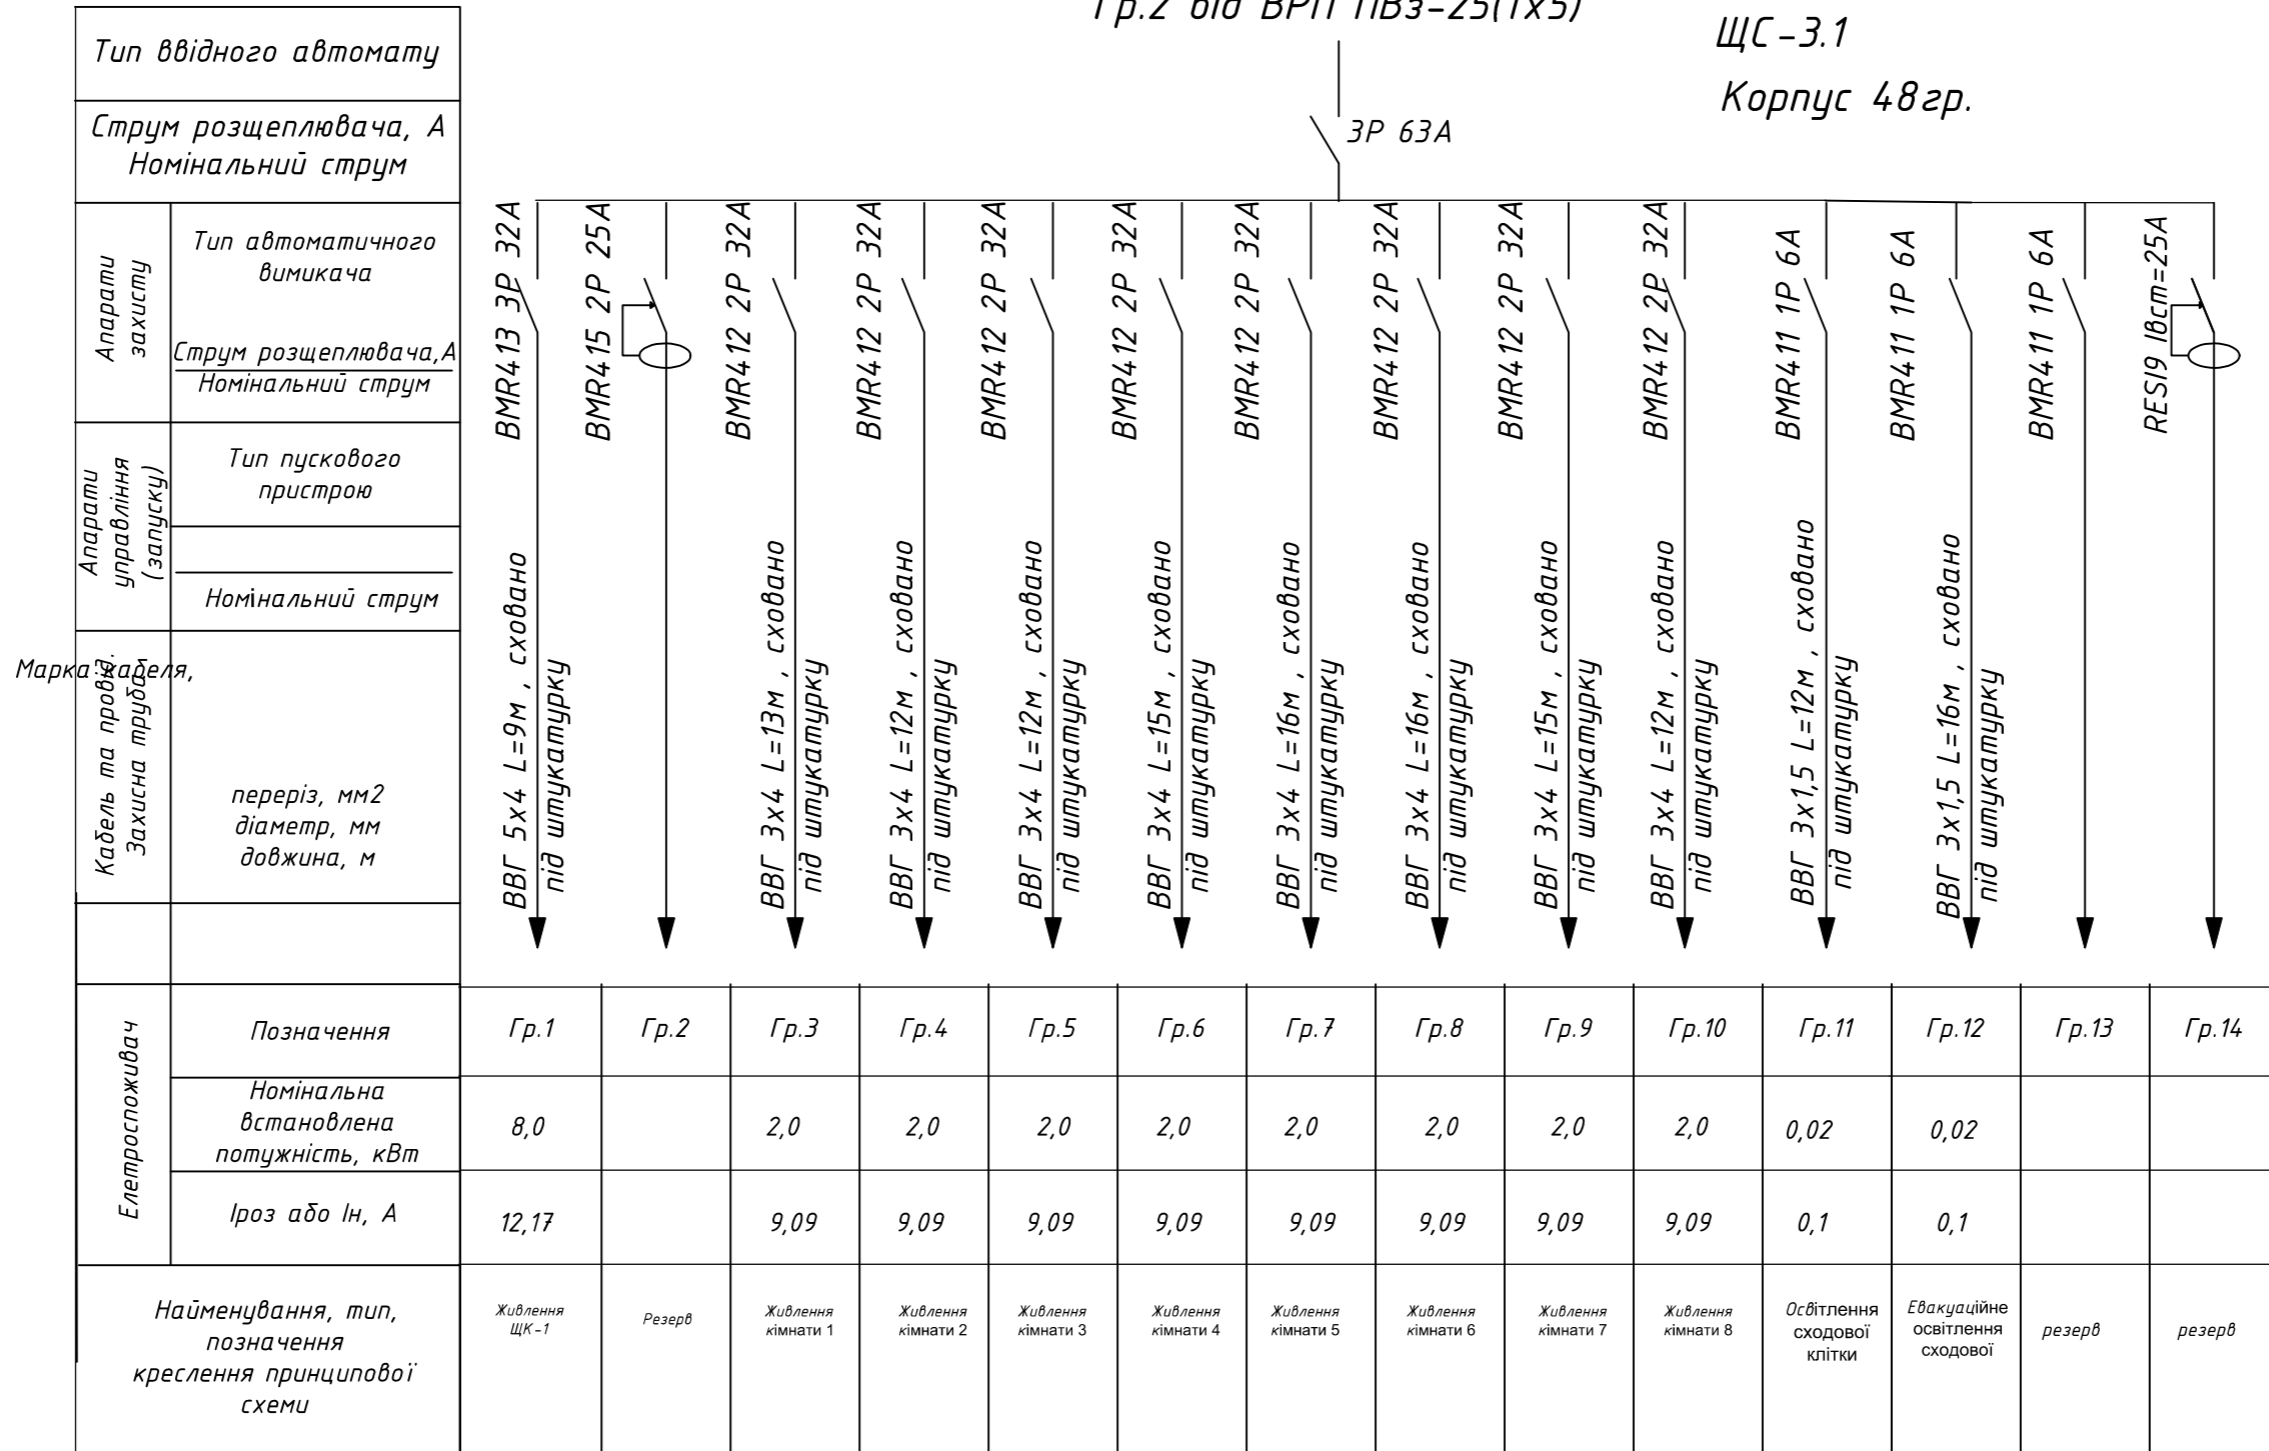 Гр.2 від ВРП ПВз-25(1х5)
ЩС-3.1
Корпус 48гр.
3P 63A
Тип ввідного автомату
Струм розщеплювача, А
Номінальний струм
Апарати
захисту
Тип автоматичного
вимикача
Струм розщеплювача,А
Номінальний струм
BMR413 3P 32A
BMR415 2P 25A
BMR412 2P 32A
BMR412 2P 32A
BMR412 2P 32A
BMR412 2P 32A
BMR412 2P 32A
BMR412 2P 32A
BMR412 2P 32A
BMR412 2P 32A
BMR411 1P 6A
BMR411 1P 6A
BMR411 1P 6A
RESI9 Івст=25А
Апарати
управління
(запуску)
Тип пускового
пристрою
Номінальний струм
Кабель та провід.
Захисна труба
Марка кабеля,
переріз, мм2
діаметр, мм
довжина, м
ВВГ 5х4 L=9м , сховано
під штукатурку
ВВГ 3х4 L=13м , сховано
під штукатурку
ВВГ 3х4 L=12м , сховано
під штукатурку
ВВГ 3х4 L=12м , сховано
під штукатурку
ВВГ 3х4 L=15м , сховано
під штукатурку
ВВГ 3х4 L=16м , сховано
під штукатурку
ВВГ 3х4 L=16м , сховано
під штукатурку
ВВГ 3х4 L=15м , сховано
під штукатурку
ВВГ 3х4 L=12м , сховано
під штукатурку
ВВГ 3х1,5 L=12м , сховано
під штукатурку
ВВГ 3х1,5 L=16м , сховано
під штукатурку
Елетроспоживач
Позначення
Гр.1 Гр.2 Гр.3 Гр.4 Гр.5 Гр.6 Гр.7 Гр.8 Гр.9 Гр.10 Гр.11 Гр.12 Гр.13 Гр.14
Номінальна
встановлена
потужність, кВт
8,0 2,0 2,0 2,0 2,0 2,0 2,0 2,0 2,0 0,02 0,02
Іроз або Ін, А
12,17 9,09 9,09 9,09 9,09 9,09 9,09 9,09 9,09 0,1 0,1
Найменування, тип,
позначення
креслення принципової
схеми
Живлення
ЩК-1
Резерв
Живлення
кімнати 1
Живлення
кімнати 2
Живлення
кімнати 3
Живлення
кімнати 4
Живлення
кімнати 5
Живлення
кімнати 6
Живлення
кімнати 7
Живлення
кімнати 8
Освітлення
сходової
клітки
Евакуаційне
освітлення
сходової
резерв
резерв